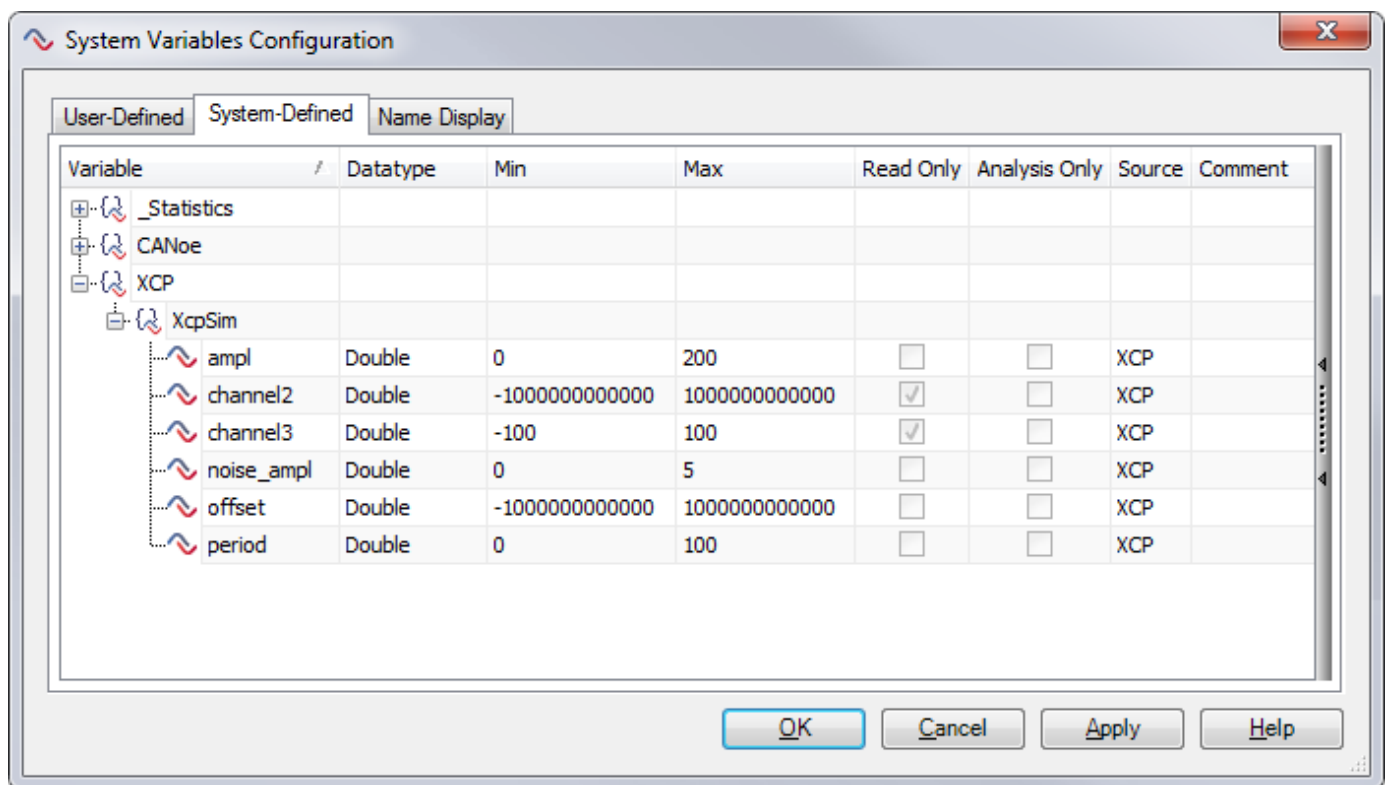 System Variables Configuration
User-Defined System-Defined Name Display
Variable Datatype Min Max Read Only Analysis Only Source Comment
_Statistics
CANoe
XCP
XcpSim
ampl Double 0 200 XCP
channel2 Double -1000000000000 1000000000000 XCP
channel3 Double -100 100 XCP
noise_ampl Double 0 5 XCP
offset Double -1000000000000 1000000000000 XCP
period Double 0 100 XCP
OK Cancel Apply Help